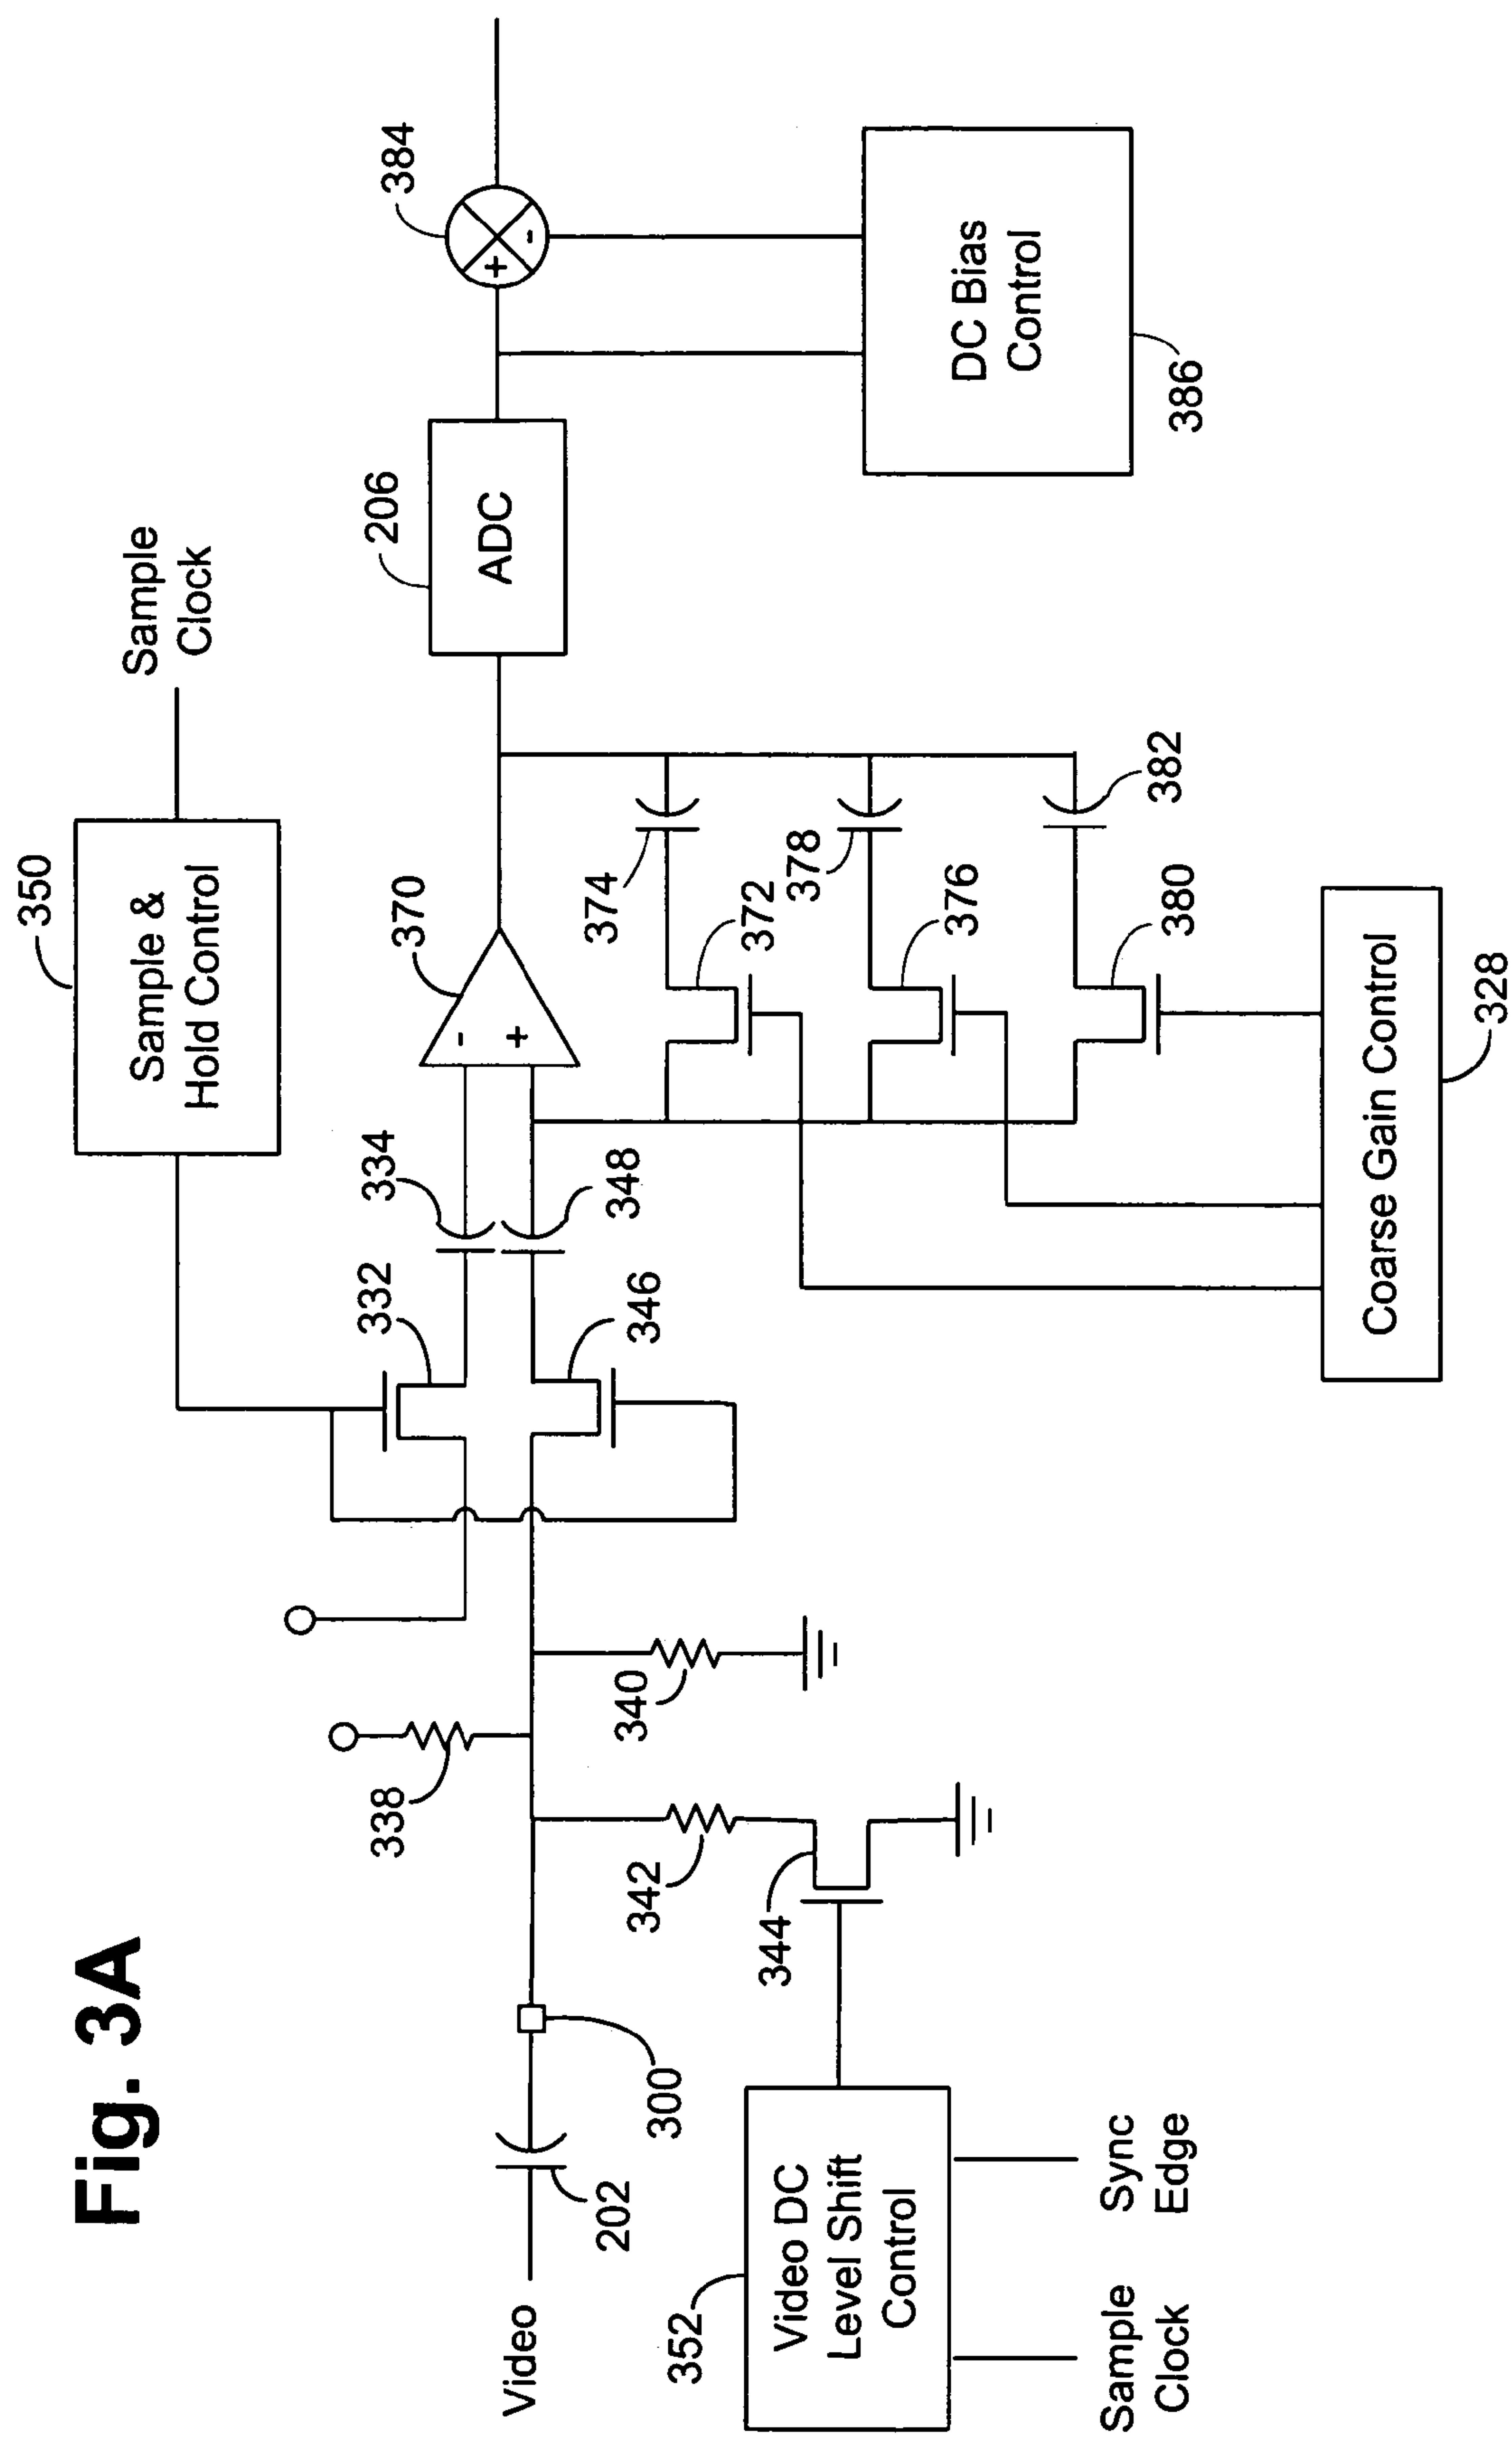 Fig. 3A
350
Sample &
Hold Control
Sample
Clock
384
206
ADC
370
-
+
+
-
334
348
332
346
374
372
378
376
382
380
DC Bias
Control
386
338
340
342
344
300
202
Video
352
Video DC
Level Shift
Control
Sample
Clock
Sync
Edge
Coarse Gain Control
328